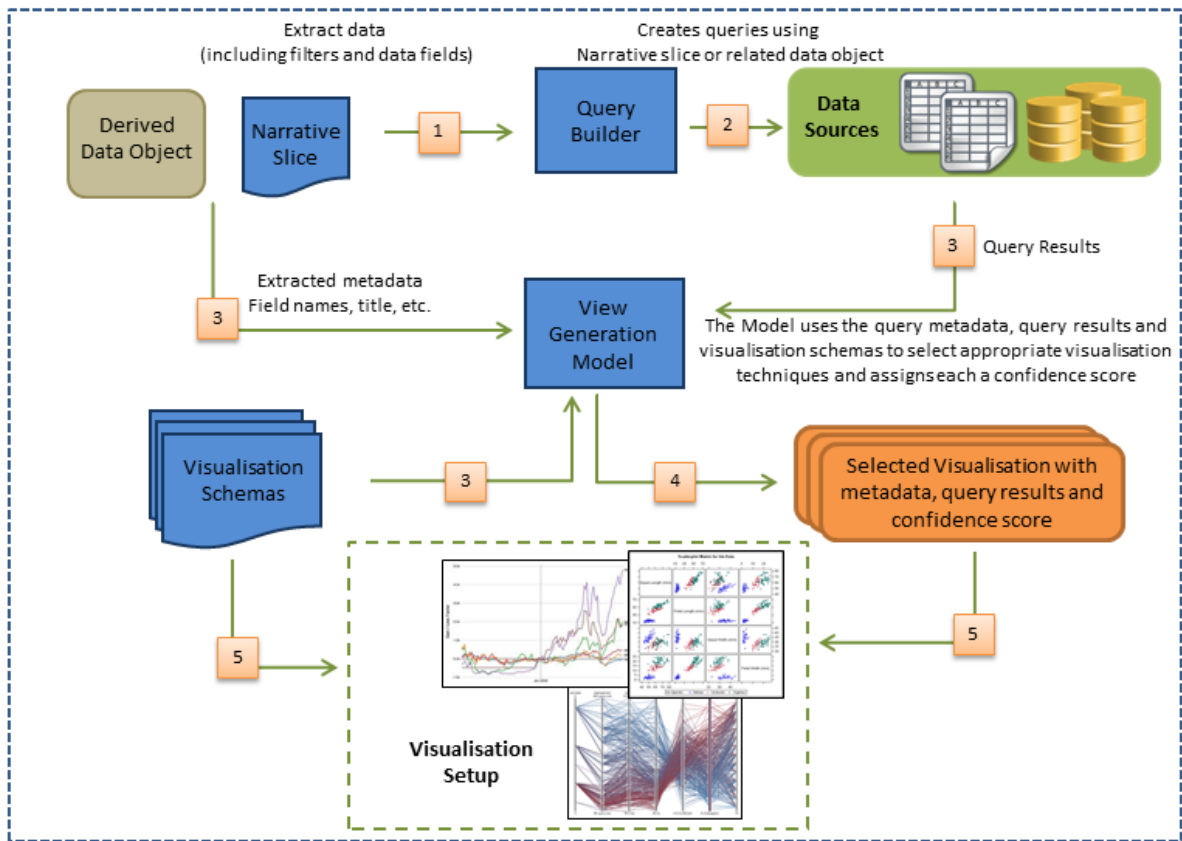 Extract data
(including filters and data fields)
Creates queries using
Narrative slice or related data object
Derived
Data Object
Narrative
Slice
1
Query
Builder
2
Data
Sources
A B C
A B C
3
Query Results
Extracted metadata
Field names, title, etc.
3
View
Generation
Model
The Model uses the query metadata, query results and
visualisation schemas to select appropriate visualisation
techniques and assignseach a confidence score
Visualisation
Schemas
3
4
Selected Visualisation with
metadata, query results and
confidence score
5
5
Visualisation
Setup